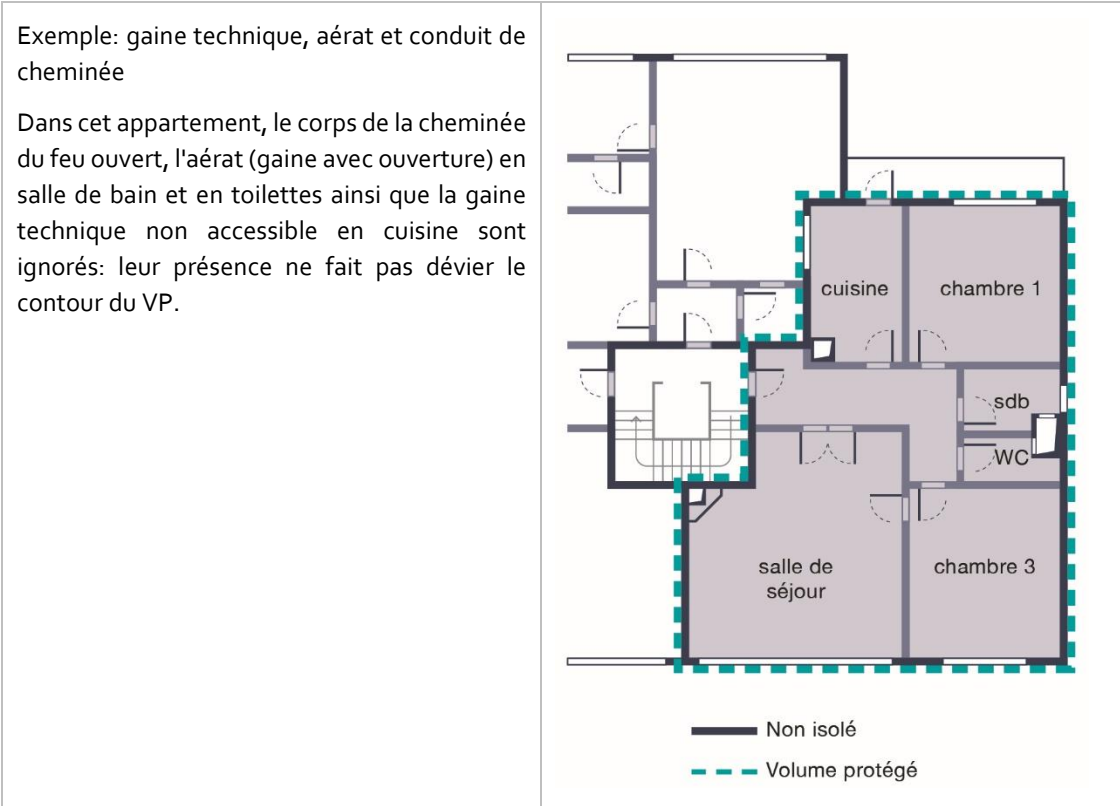 Exemple: gaine technique, aérat et conduit de
cheminée
Dans cet appartement, le corps de la cheminée
du feu ouvert, l'aérat (gaine avec ouverture) en
salle de bain et en toilettes ainsi que la gaine
technique non accessible en cuisine sont
ignorés: leur présence ne fait pas dévier le
contour du VP.
cuisine
chambre 1
sdb
WC
salle de
séjour
chambre 3
Non isolé
Volume protégé